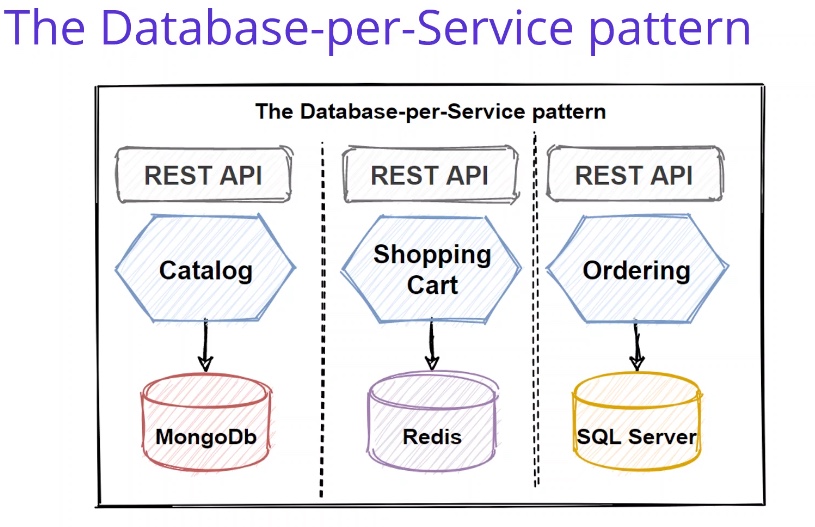 The Database-per-Service pattern
The Database-per-Service pattern
REST API
REST API
REST API
Catalog
Shopping
Cart
Ordering
MongoDb
Redis
SQL Server